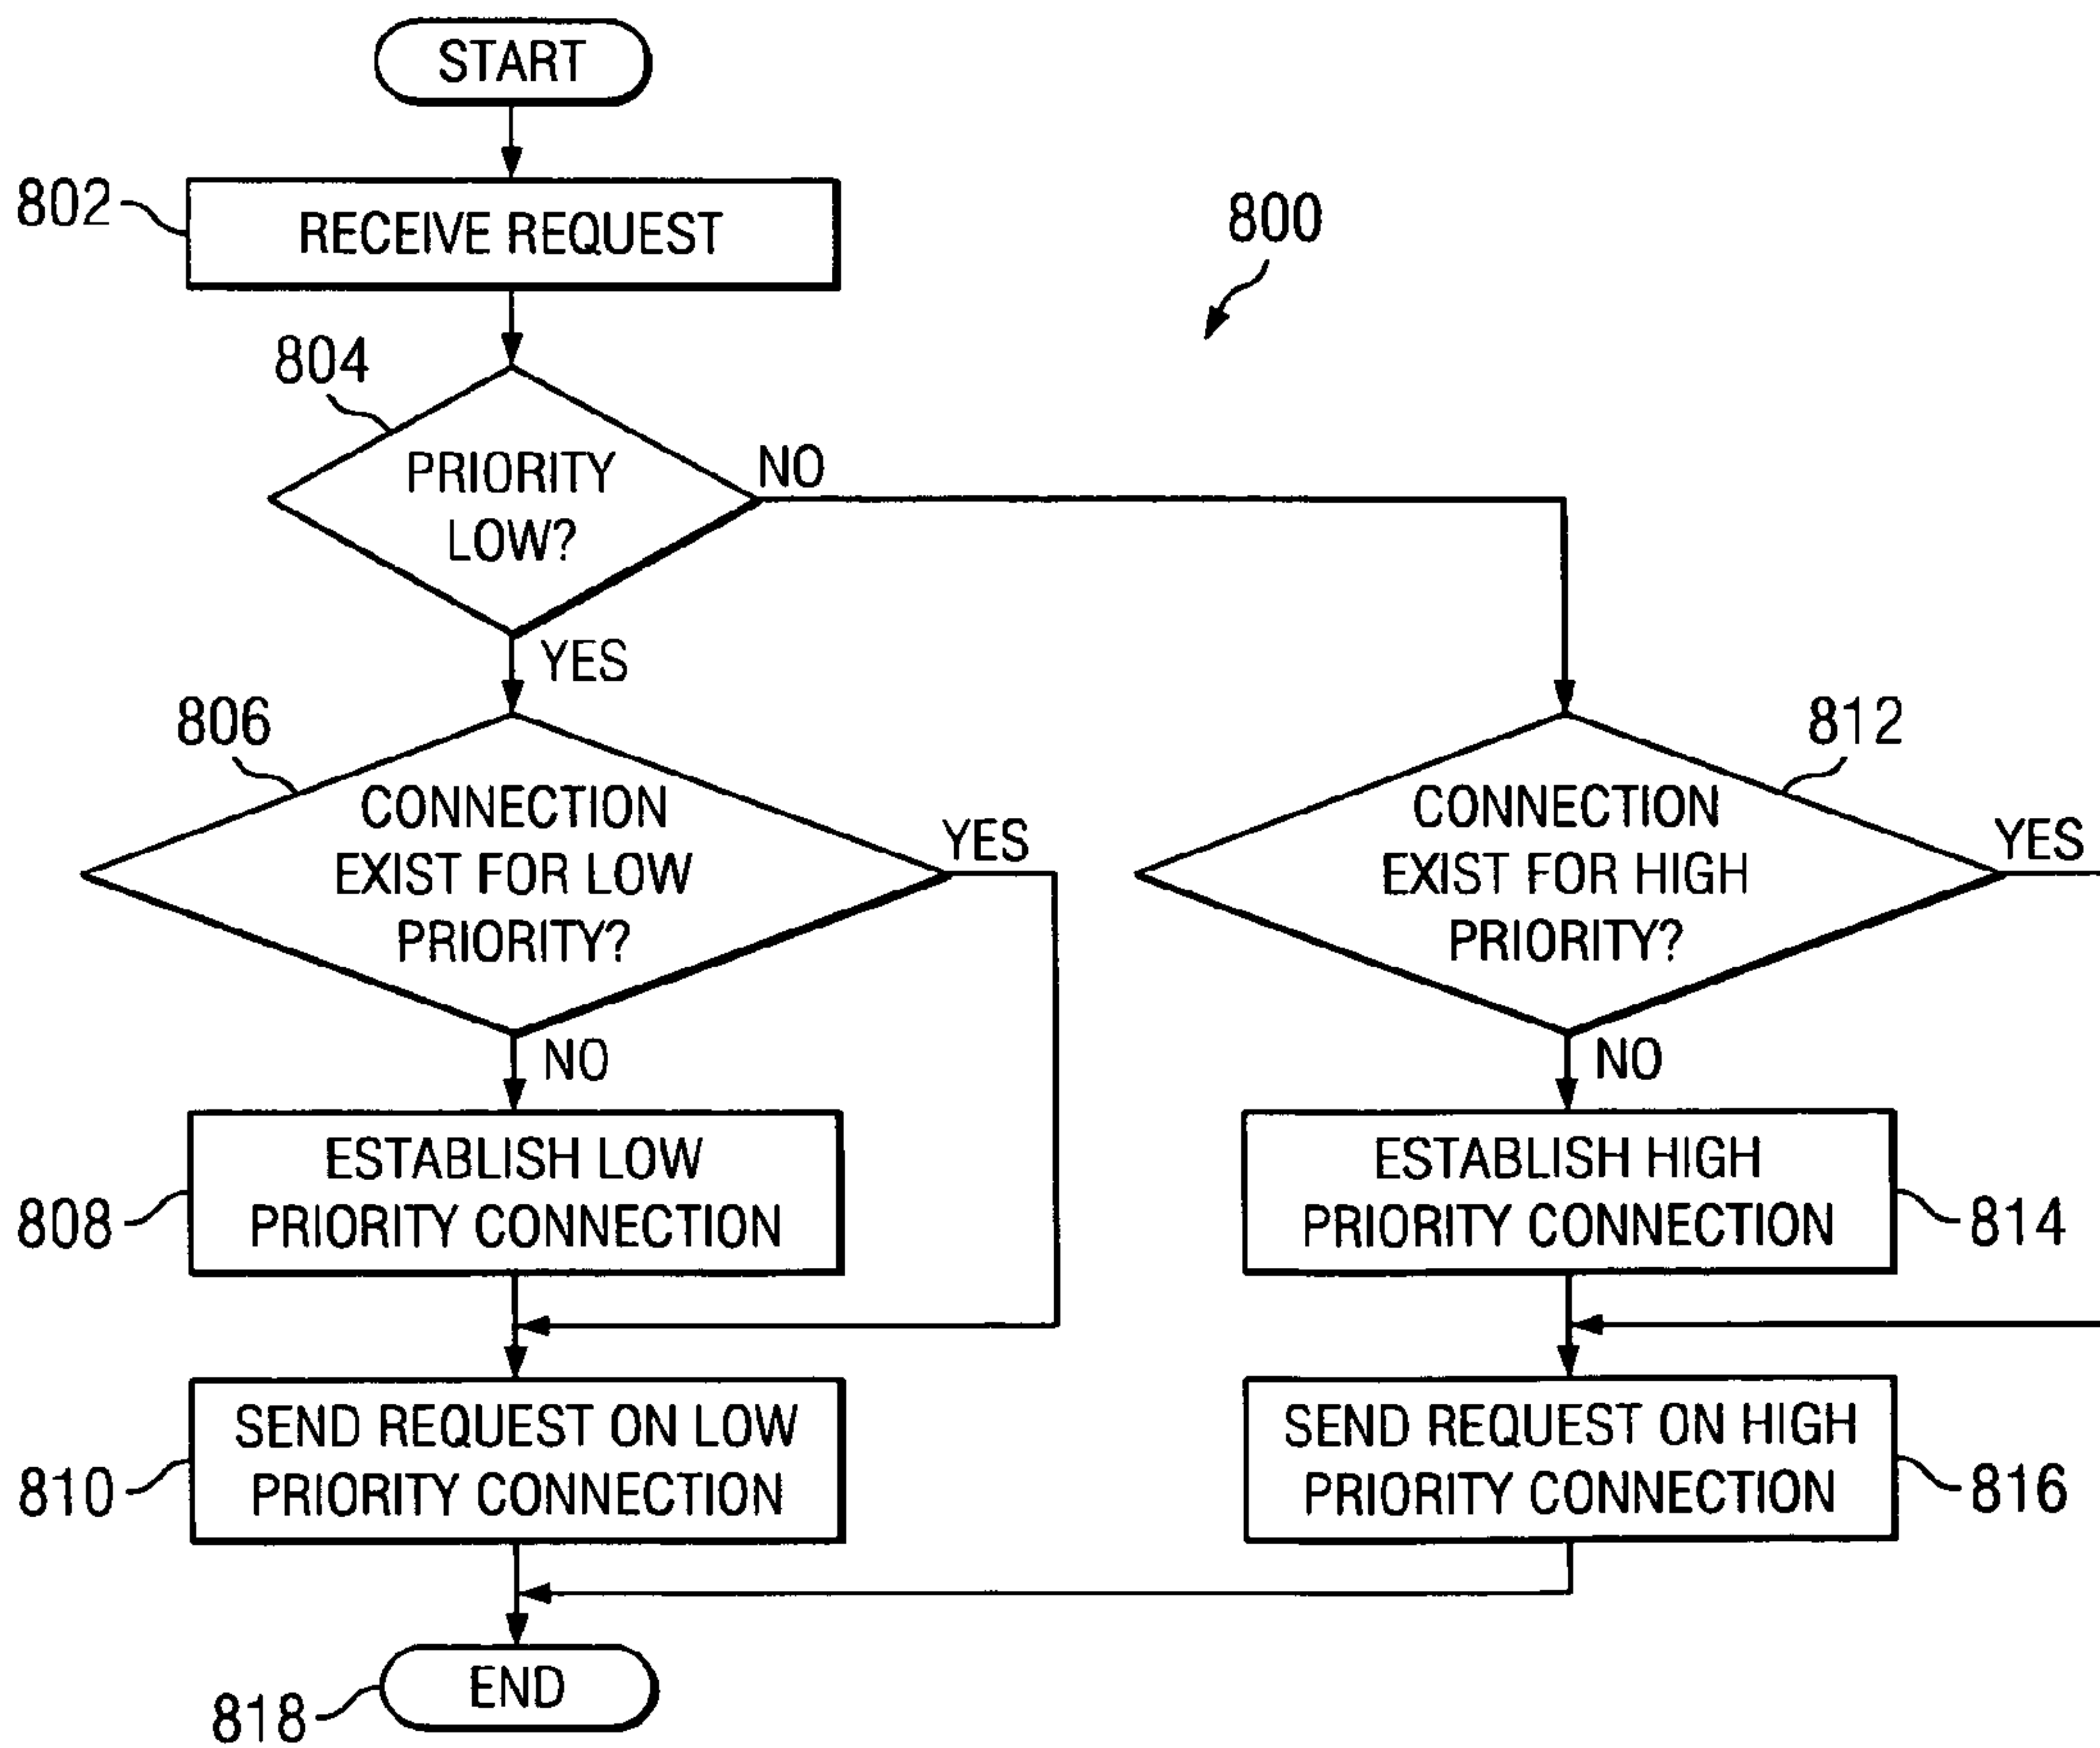 START
802
RECEIVE REQUEST
800
804
PRIORITY
LOW?
NO
YES
806
CONNECTION
EXIST FOR LOW
PRIORITY?
YES
NO
812
CONNECTION
EXIST FOR HIGH
PRIORITY?
YES
NO
808
ESTABLISH LOW
PRIORITY CONNECTION
ESTABLISH HIGH
PRIORITY CONNECTION
814
810
SEND REQUEST ON LOW
PRIORITY CONNECTION
SEND REQUEST ON HIGH
PRIORITY CONNECTION
816
END
818